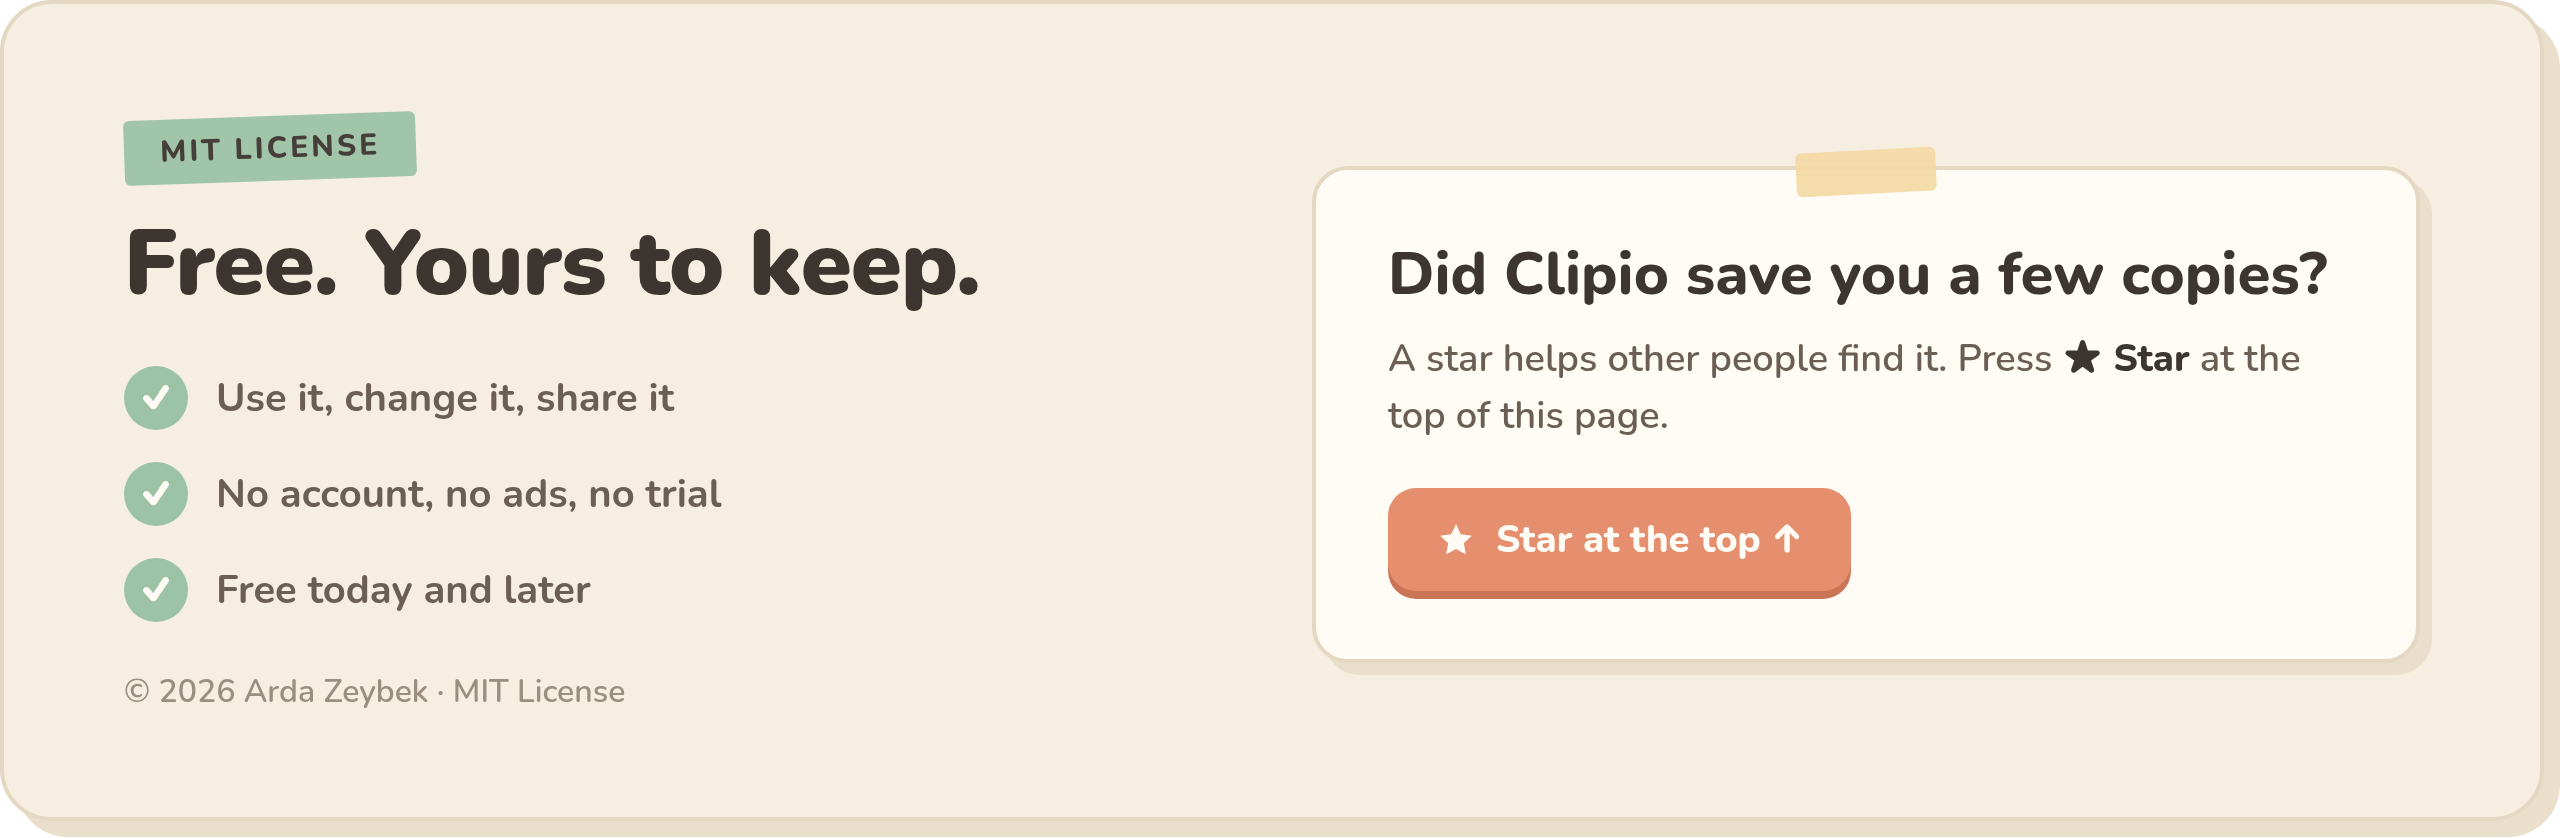 MIT LICENSE
Free. Yours to keep.
Use it, change it, share it
No account, no ads, no trial
Free today and later
© 2026 Arda Zeybek · MIT License
Did Clipio save you a few copies?
A star helps other people find it. Press ★ Star at the
top of this page.
★ Star at the top ↑